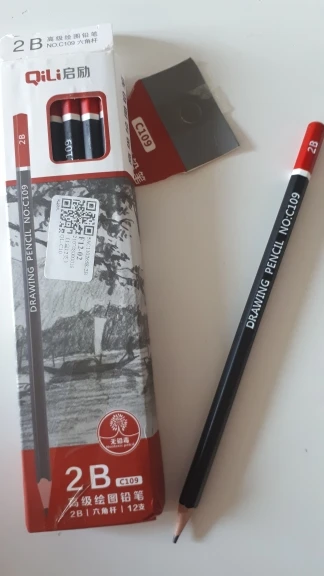 2B 高级绘图铅笔
NO.C109 六角杆
QiLi启励
2B
DRAWING PENCIL NO:C109
2B
C109
高级绘图铅笔
2B | 六角杆 | 12支
C109
2B
DRAWING PENCIL NO:C109